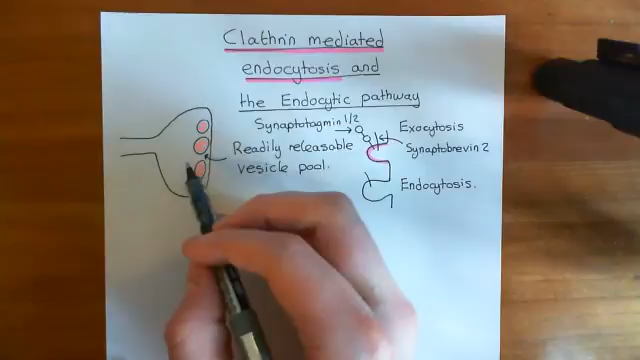 Clathrin mediated
endocytosis and
the Endocytic pathway
Synaptotagmin 1/2
Exocytosis
Synaptobrevin 2
Readily releasable
vesicle pool.
Endocytosis.